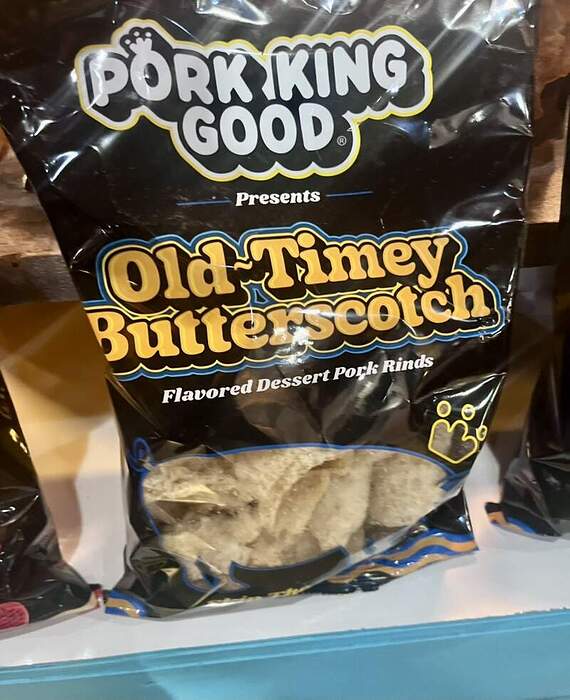 PORK KING
GOOD®
Presents
Old-Timey
Butterscotch
Flavored Dessert Pork Rinds